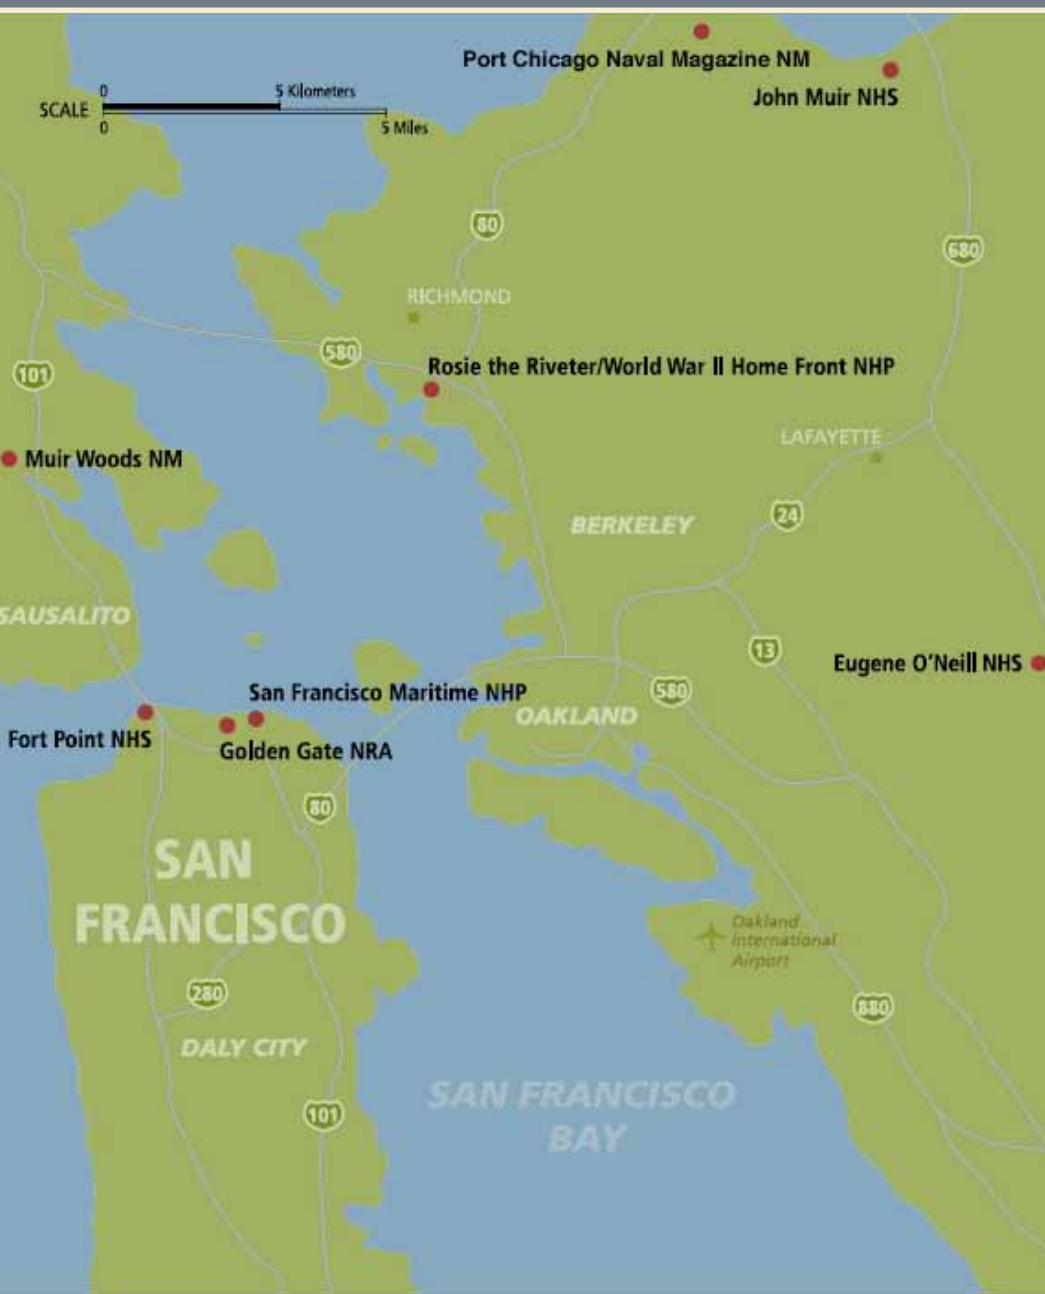 Port Chicago Naval Magazine NM
John Muir NHS
0 5 Kilometers
SCALE
0 5 Miles
80
680
RICHMOND
580
Rosie the Riveter/World War II Home Front NHP
101
LAFAYETTE
Muir Woods NM
24
BERKELEY
SAUSALITO
13
Eugene O'Neill NHS
San Francisco Maritime NHP
580
OAKLAND
Fort Point NHS
Golden Gate NRA
80
SAN
FRANCISCO
Oakland
International
Airport
280
880
DALY CITY
SAN FRANCISCO
BAY
101